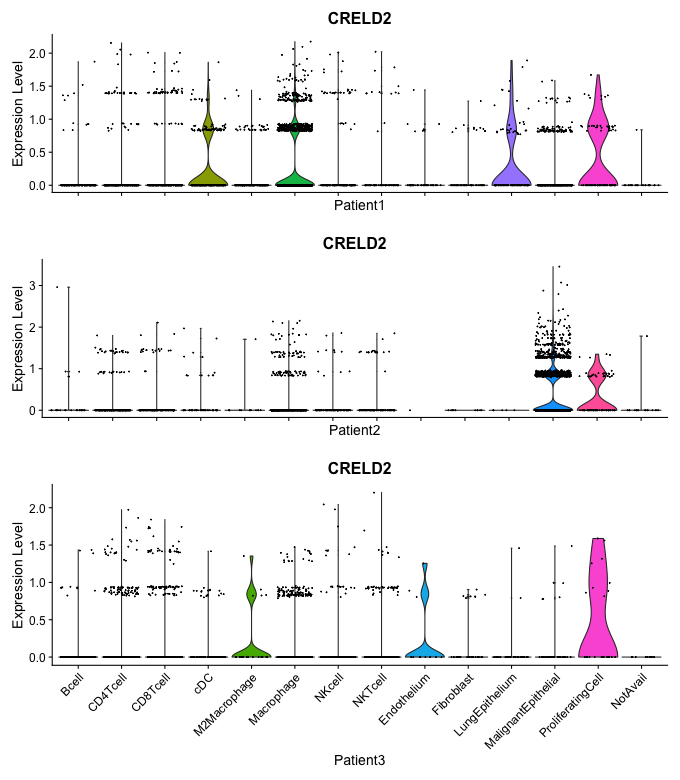 CRELD2
Expression Level
2.0
1.5
1.0
0.5
0.0
Patient1
CRELD2
Expression Level
3
2
1
0
Patient2
CRELD2
Expression Level
2.0
1.5
1.0
0.5
0.0
Bcell
CD4Tcell
CD8Tcell
cDC
M2Macrophage
Macrophage
NKcell
NKTcell
Endothelium
Fibroblast
LungEpithelium
MalignantEpithelial
ProliferatingCell
NotAvail
Patient3